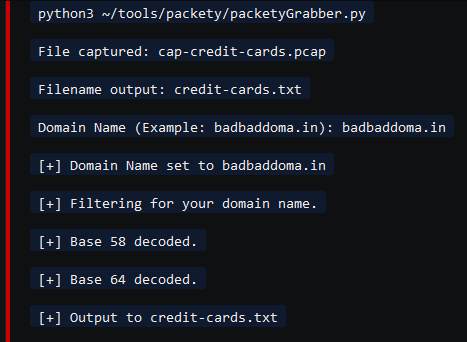 python3 ~/tools/packety/packetyGrabber.py
File captured: cap-credit-cards.pcap
Filename output: credit-cards.txt
Domain Name (Example: badbaddoma.in): badbaddoma.in
[+] Domain Name set to badbaddoma.in
[+] Filtering for your domain name.
[+] Base 58 decoded.
[+] Base 64 decoded.
[+] Output to credit-cards.txt